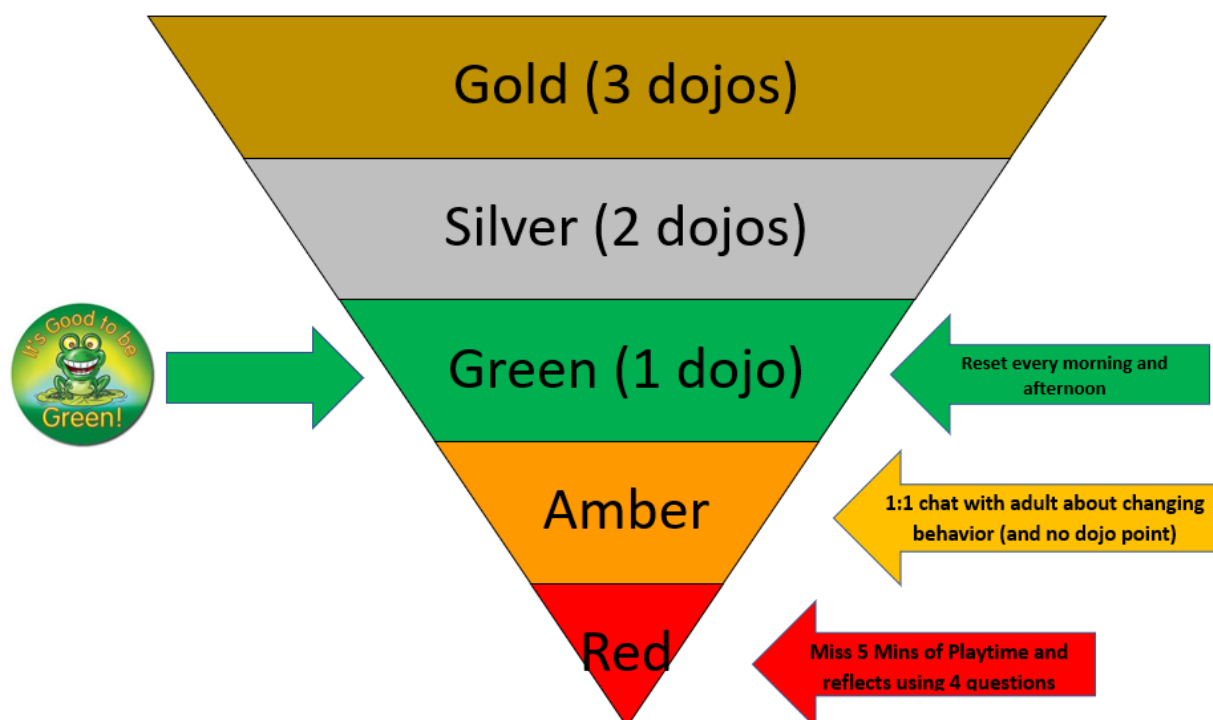 Gold (3 dojos)
Silver (2 dojos)
It's Good to be
Green!
Green (1 dojo)
Reset every morning and
afternoon
Amber
1:1 chat with adult about changing
behavior (and no dojo point)
Red
Miss 5 Mins of Playtime and
reflects using 4 questions